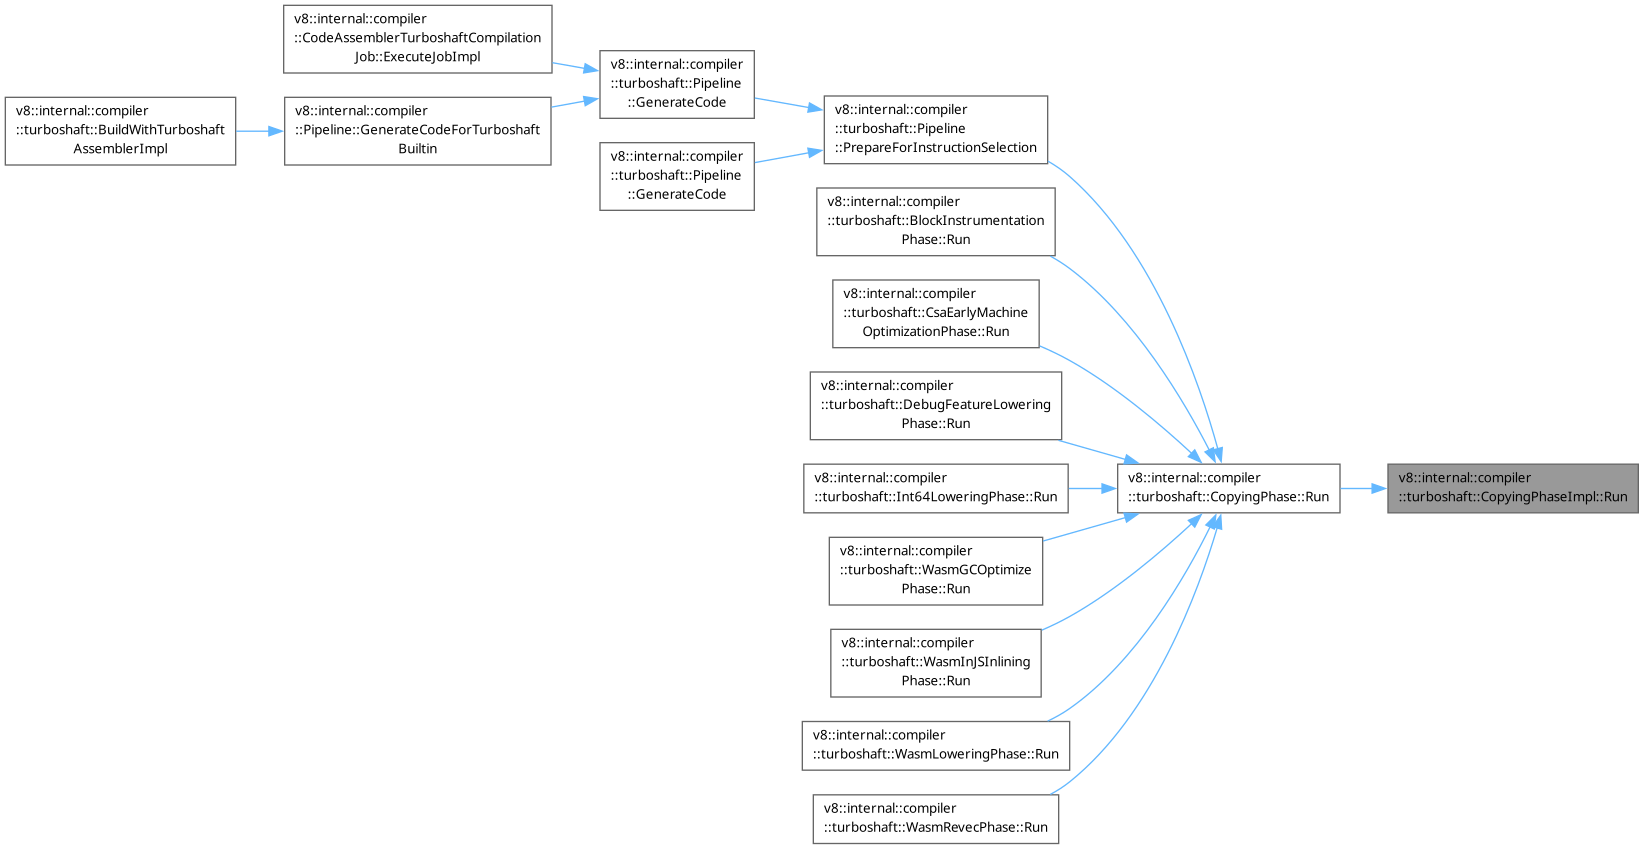 v8::internal::compiler
::CodeAssemblerTurboshaftCompilation
Job::ExecuteJobImpl
v8::internal::compiler
::turboshaft::BuildWithTurboshaft
AssemblerImpl
v8::internal::compiler
::Pipeline::GenerateCodeForTurboshaft
Builtin
v8::internal::compiler
::turboshaft::Pipeline
::GenerateCode
v8::internal::compiler
::turboshaft::Pipeline
::GenerateCode
v8::internal::compiler
::turboshaft::Pipeline
::PrepareForInstructionSelection
v8::internal::compiler
::turboshaft::BlockInstrumentation
Phase::Run
v8::internal::compiler
::turboshaft::CsaEarlyMachine
OptimizationPhase::Run
v8::internal::compiler
::turboshaft::DebugFeatureLowering
Phase::Run
v8::internal::compiler
::turboshaft::Int64LoweringPhase::Run
v8::internal::compiler
::turboshaft::WasmGCOptimize
Phase::Run
v8::internal::compiler
::turboshaft::WasmInJSInlining
Phase::Run
v8::internal::compiler
::turboshaft::WasmLoweringPhase::Run
v8::internal::compiler
::turboshaft::WasmRevecPhase::Run
v8::internal::compiler
::turboshaft::CopyingPhase::Run
v8::internal::compiler
::turboshaft::CopyingPhaseImpl::Run